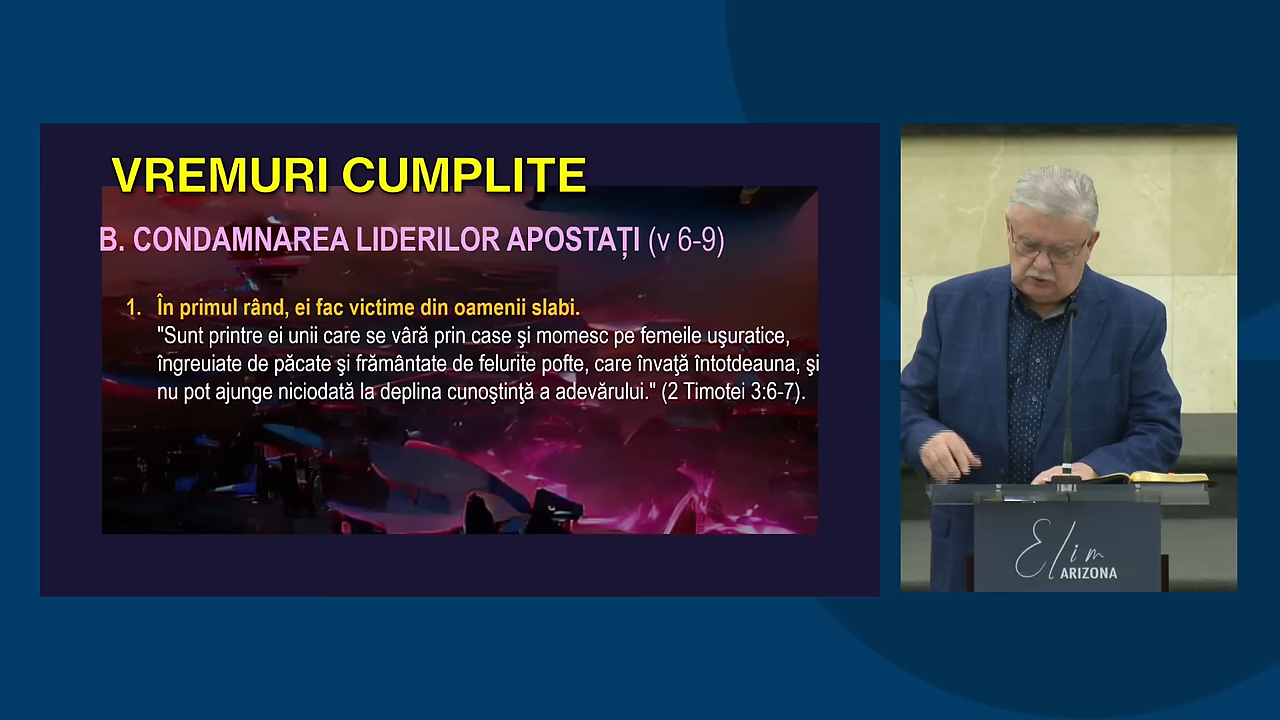 VREMURI CUMPLITE
B. CONDAMNAREA LIDERILOR APOSTAȚI (v 6-9)
1. În primul rând, ei fac victime din oamenii slabi.
"Sunt printre ei unii care se vâră prin case şi momesc pe femeile uşuratice,
îngreuiate de păcate şi frământate de felurite pofte, care învaţă întotdeauna, şi
nu pot ajunge niciodată la deplina cunoştinţă a adevărului." (2 Timotei 3:6-7).
Elim
ARIZONA